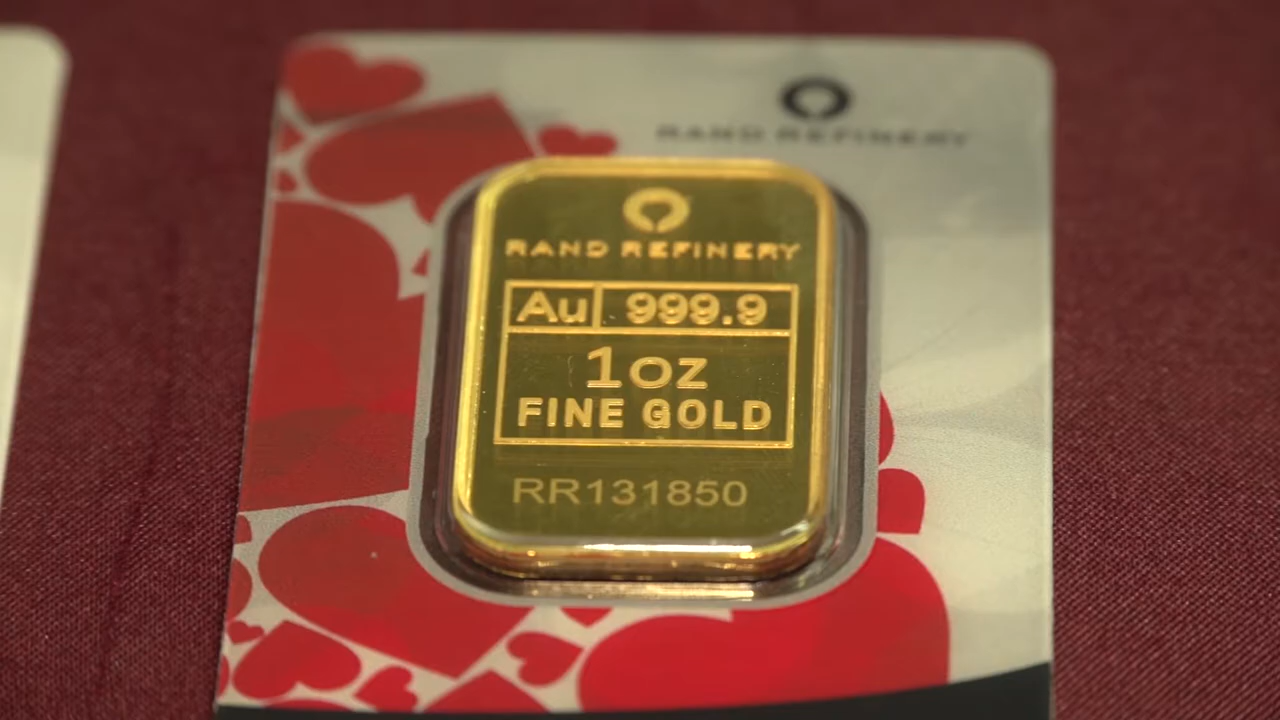 RAND REFINERY
RAND REFINERY
Au 999.9
1oz
FINE GOLD
RR131850